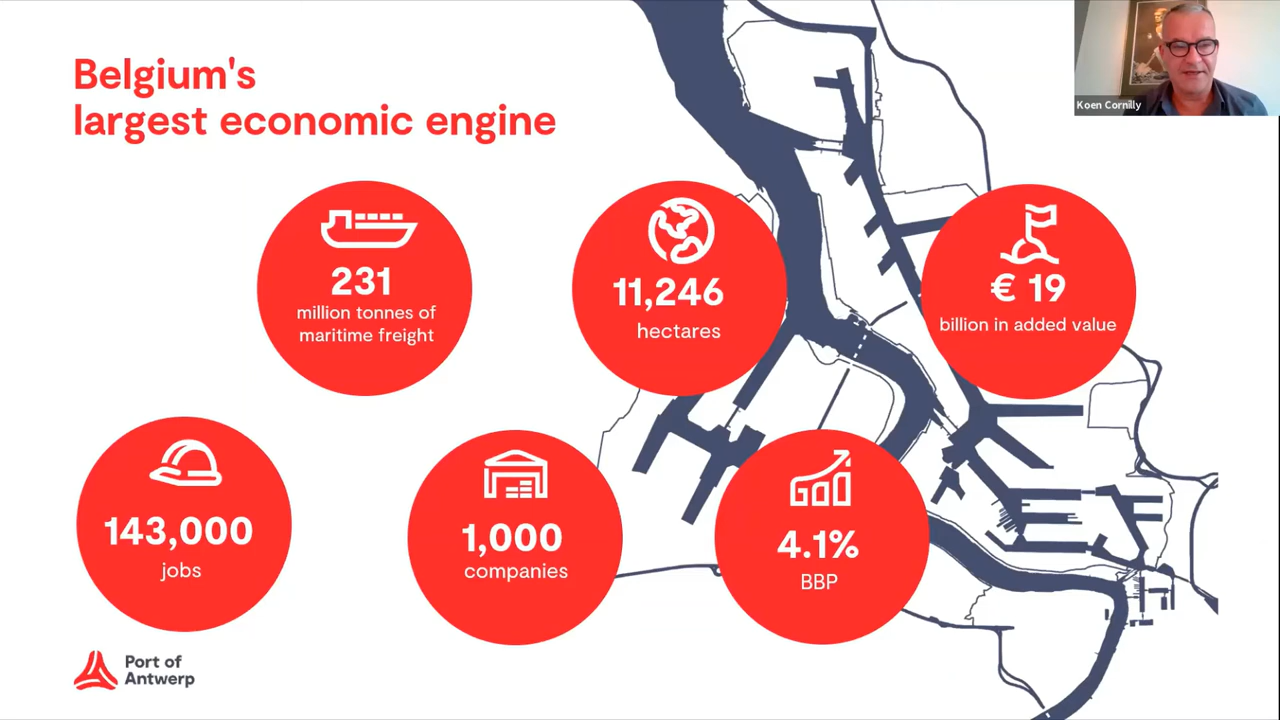 Belgium's
largest economic engine
Koen Cornilly
231
million tonnes of
maritime freight
11,246
hectares
€ 19
billion in added value
143,000
jobs
1,000
companies
4.1%
BBP
Port of
Antwerp